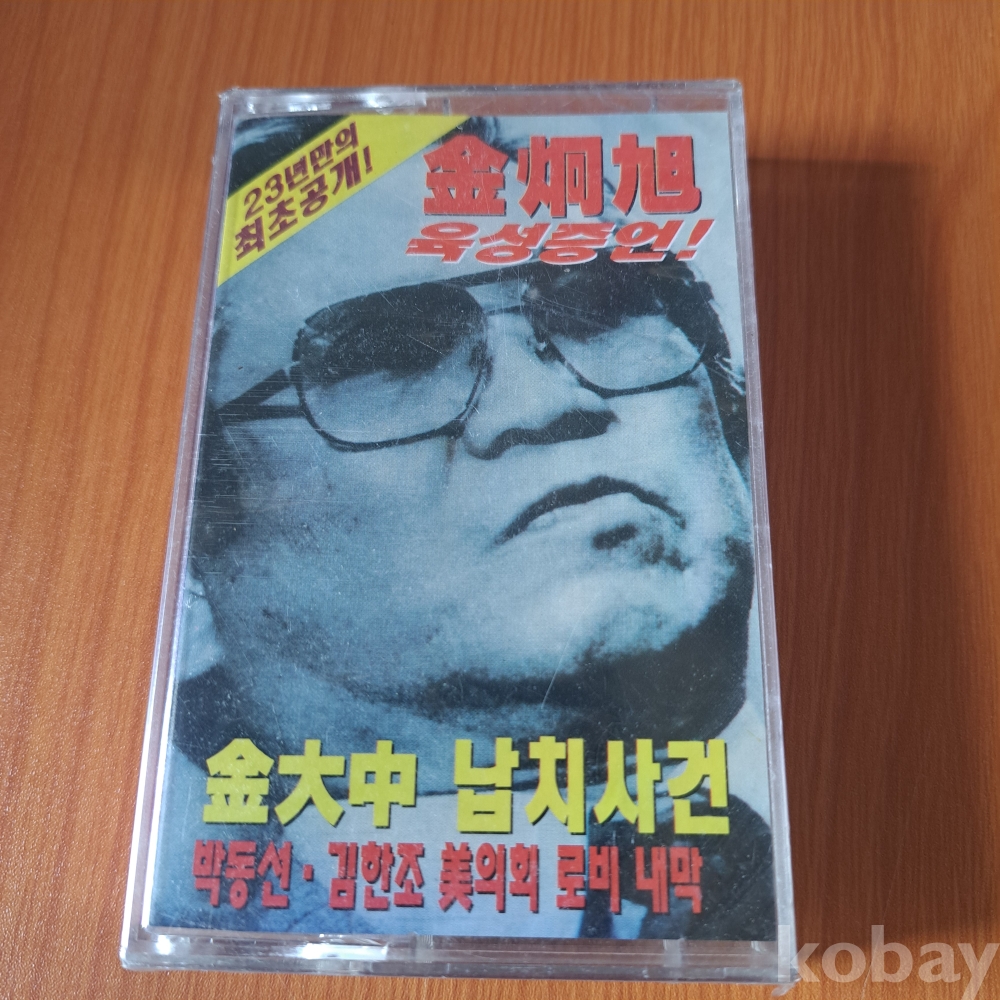 23년만의
최초공개!
金炯旭
육성증언!
金大中 납치사건
박동선·김한조 美의회 로비 내막
kobay